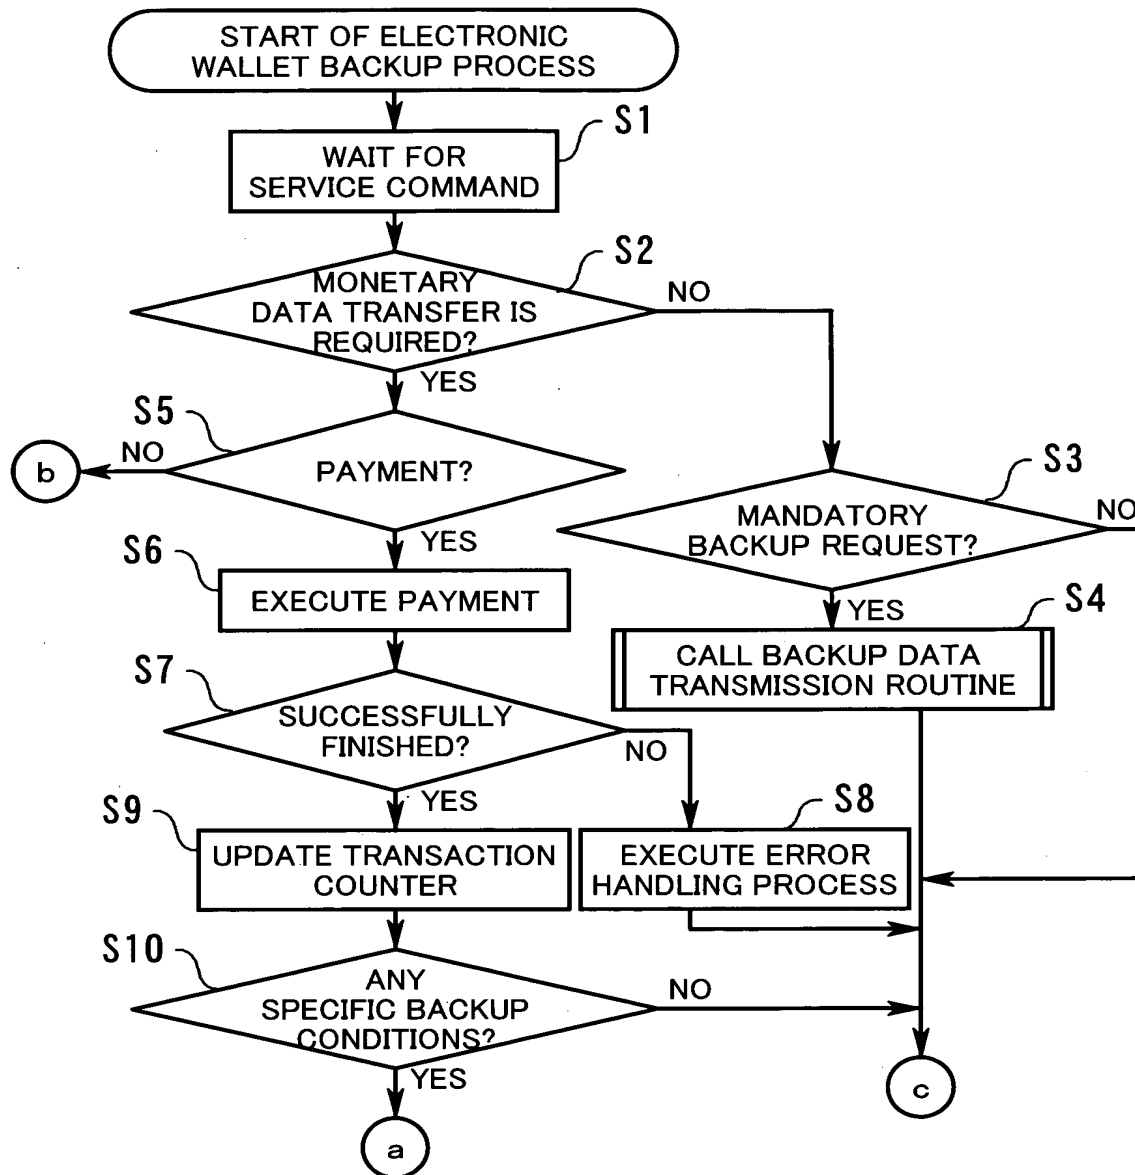 START OF ELECTRONIC
WALLET BACKUP PROCESS
S1
WAIT FOR
SERVICE COMMAND
S2
MONETARY
DATA TRANSFER IS
REQUIRED?
NO
YES
S5
NO
b
PAYMENT?
YES
S3
MANDATORY
BACKUP REQUEST?
NO
YES
S6
EXECUTE PAYMENT
S4
CALL BACKUP DATA
TRANSMISSION ROUTINE
S7
SUCCESSFULLY
FINISHED?
NO
YES
S9
UPDATE TRANSACTION
COUNTER
S8
EXECUTE ERROR
HANDLING PROCESS
S10
ANY
SPECIFIC BACKUP
CONDITIONS?
NO
YES
c
a